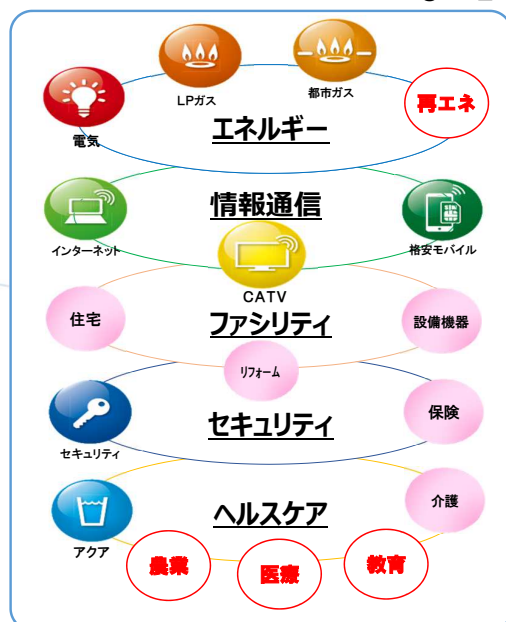 LPガス
都市ガス
再エネ
電気
エネルギー
情報通信
インターネット
格安モバイル
CATV
住宅
ファシリティ
設備機器
リフォーム
保険
セキュリティ
セキュリティ
介護
ヘルスケア
アクア
農業
医療
教育